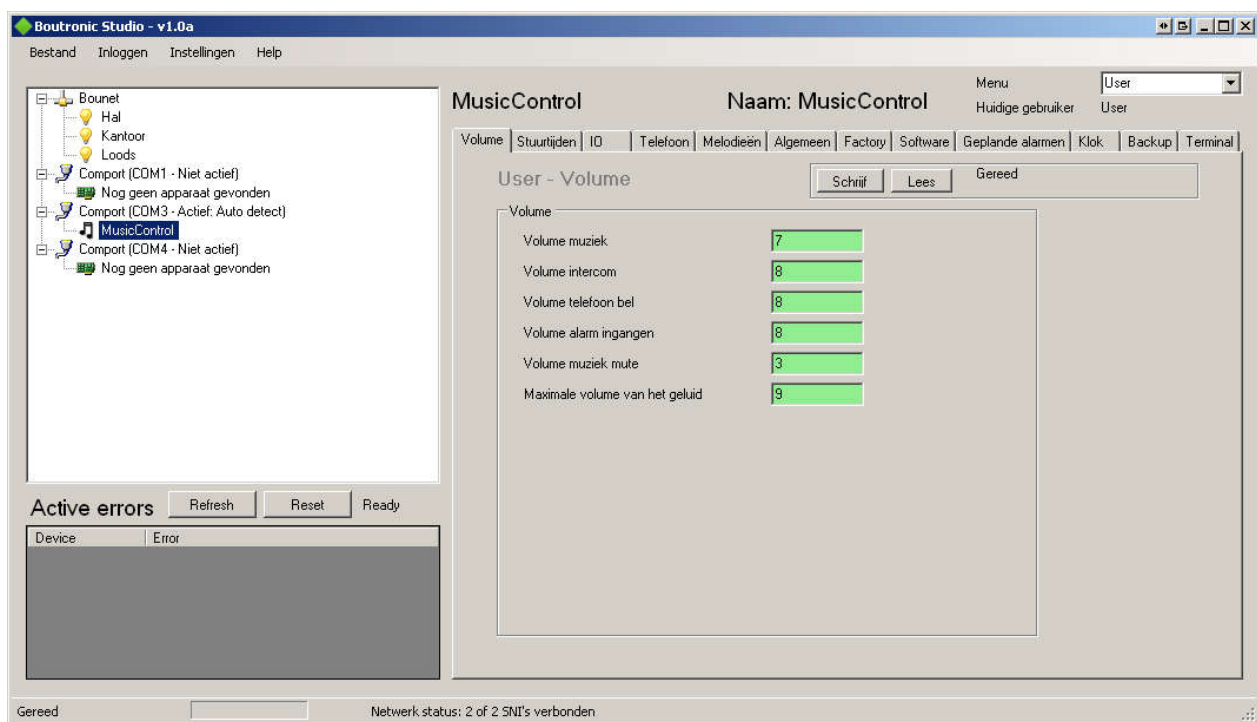 Boutronic Studio - v1.0a
Bestand Inloggen Instellingen Help
Bounet
Hal
Kantoor
Loods
Comport (COM1 - Niet actief)
Nog geen apparaat gevonden
Comport (COM3 - Actief: Auto detect)
MusicControl
Comport (COM4 - Niet actief)
Nog geen apparaat gevonden
Active errors Refresh Reset Ready
Device Error
MusicControl Naam: MusicControl
Menu User
Huidige gebruiker User
Volume Stuurtijden IO Telefoon Melodieën Algemeen Factory Software Geplande alarmen Klok Backup Terminal
User - Volume Schrijf Lees Gereed
Volume
Volume muziek 7
Volume intercom 8
Volume telefoon bel 8
Volume alarm ingangen 8
Volume muziek mute 3
Maximale volume van het geluid 9
Gereed Netwerk status: 2 of 2 SNI's verbonden